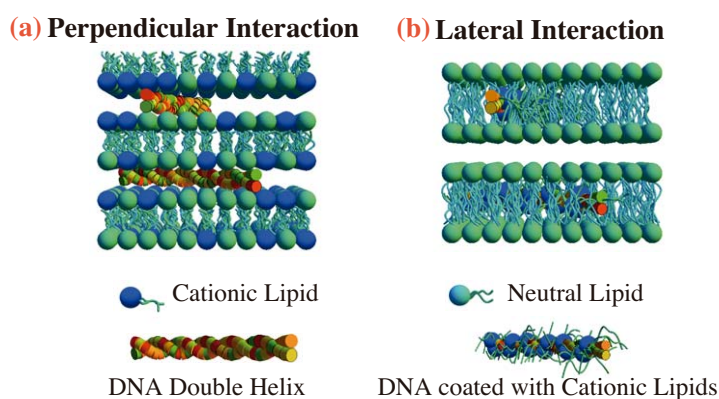 (a) Perpendicular Interaction
(b) Lateral Interaction
Cationic Lipid
Neutral Lipid
DNA Double Helix
DNA coated with Cationic Lipids